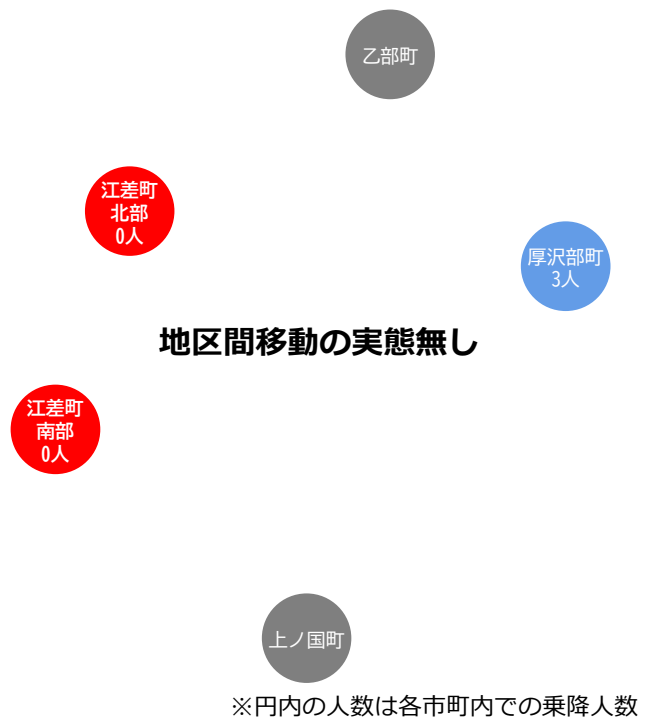 乙部町
江差町
北部
0人
厚沢部町
3人
地区間移動の実態無し
江差町
南部
0人
上ノ国町
※円内の人数は各市町内での乗降人数